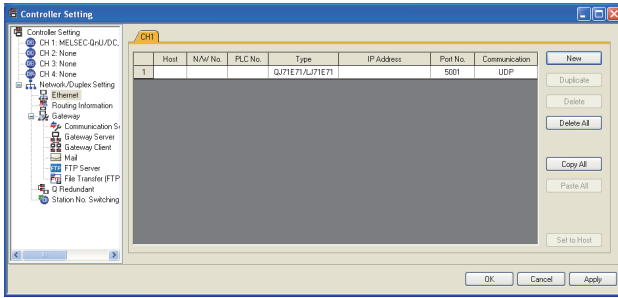 Controller Setting
Controller Setting
CH 1: MELSEC-QnU/DC,
CH 2: None
CH 3: None
CH 4: None
Network/Duplex Setting
Ethernet
Routing Information
Gateway
Communication Se
Gateway Server
Gateway Client
Mail
FTP Server
File Transfer (FTP
Q Redundant
Station No. Switching
CH1
Host N/W No. PLC No. Type IP Address Port No. Communication
1 QJ71E71/LJ71E71 5001 UDP
New
Duplicate
Delete
Delete All
Copy All
Paste All
Set to Host
OK Cancel Apply